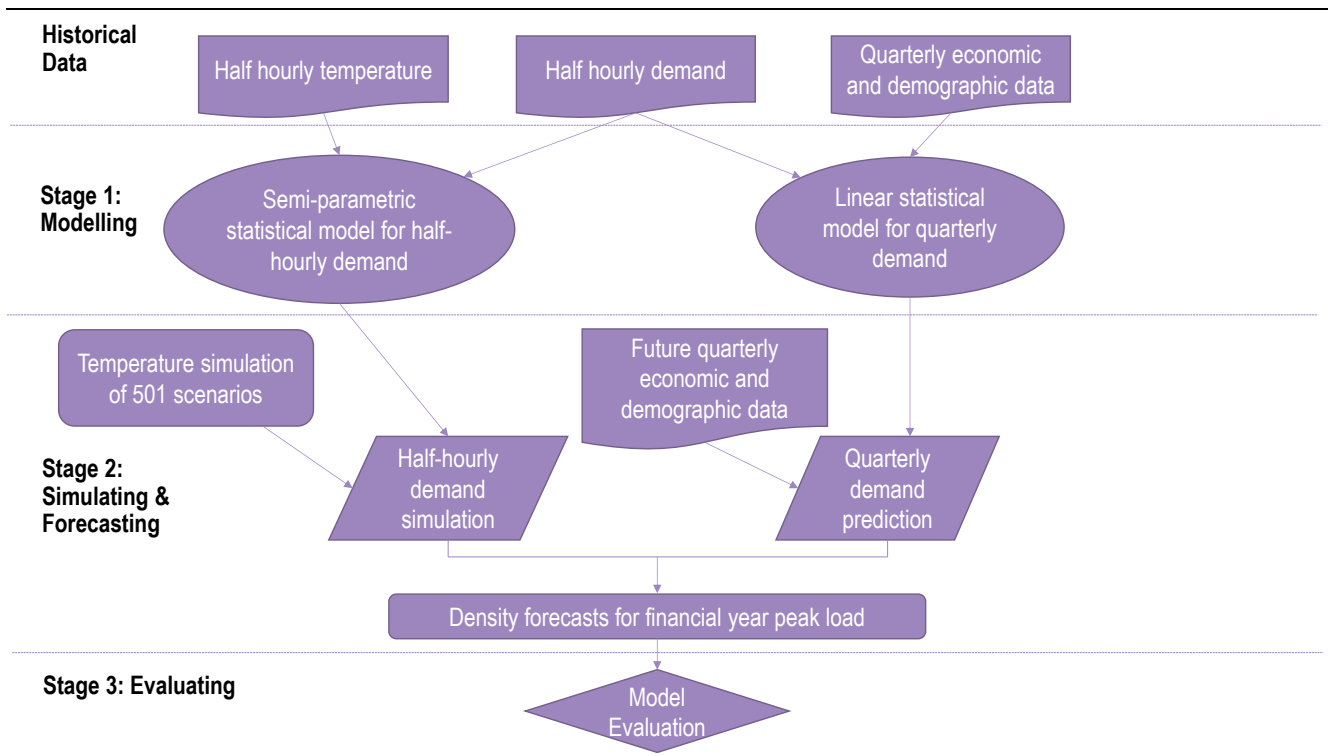 Historical
Data
Half hourly temperature
Half hourly demand
Quarterly economic
and demographic data
Stage 1:
Modelling
Semi-parametric
statistical model for half-
hourly demand
Linear statistical
model for quarterly
demand
Temperature simulation
of 501 scenarios
Future quarterly
economic and
demographic data
Stage 2:
Simulating &
Forecasting
Half-hourly
demand
simulation
Quarterly
demand
prediction
Density forecasts for financial year peak load
Stage 3: Evaluating
Model
Evaluation